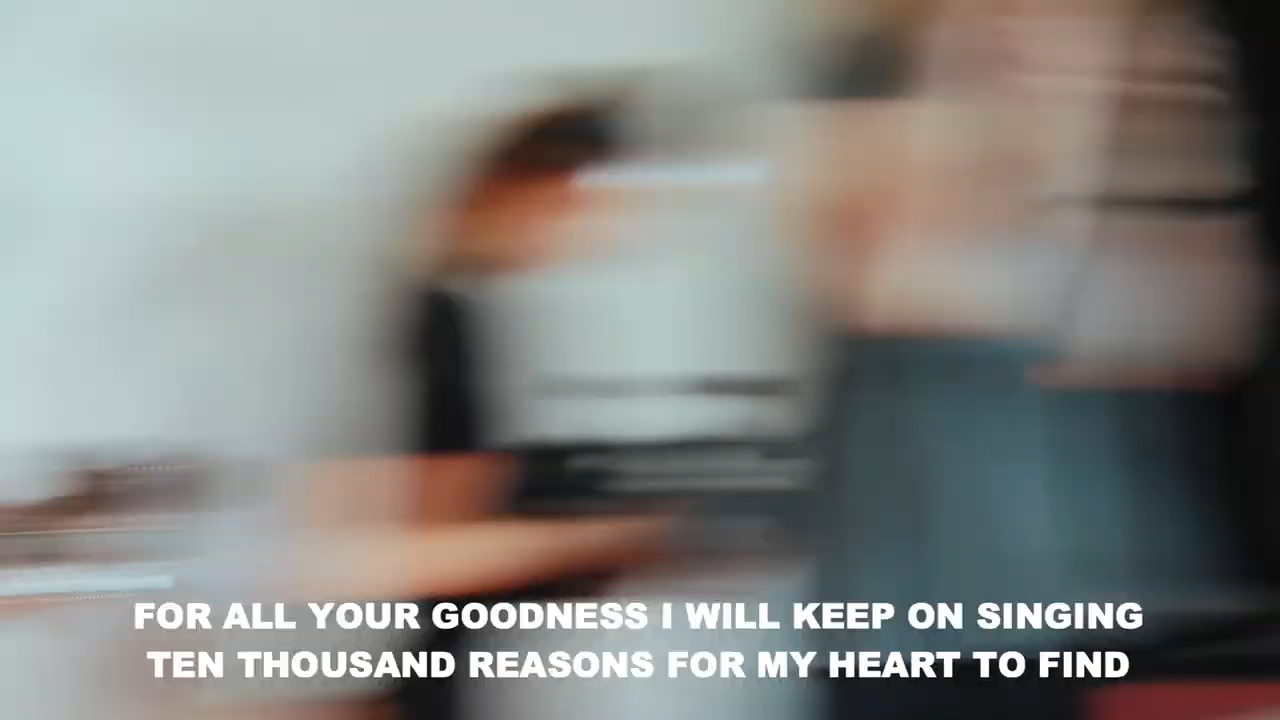 FOR ALL YOUR GOODNESS I WILL KEEP ON SINGING
TEN THOUSAND REASONS FOR MY HEART TO FIND